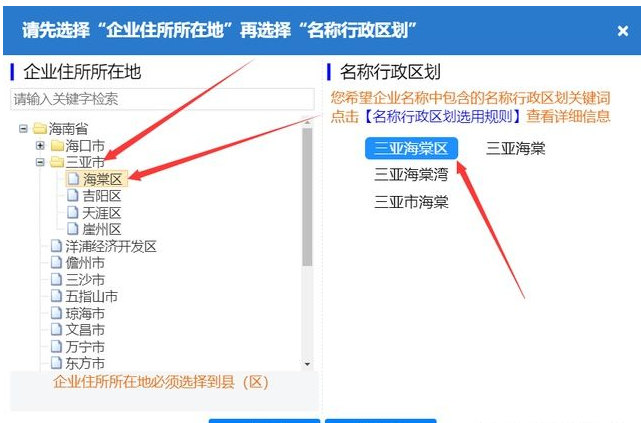 请先选择“企业住所所在地”再选择“名称行政区划”
×
企业住所所在地
请输入关键字检索
海南省
海口市
三亚市
海棠区
吉阳区
天涯区
崖州区
洋浦经济开发区
儋州市
三沙市
五指山市
琼海市
文昌市
万宁市
东方市
企业住所所在地必须选择到县（区）
名称行政区划
您希望企业名称中包含的名称行政区划关键词
点击【名称行政区划选用规则】查看详细信息
三亚海棠区 三亚海棠
三亚海棠湾
三亚市海棠